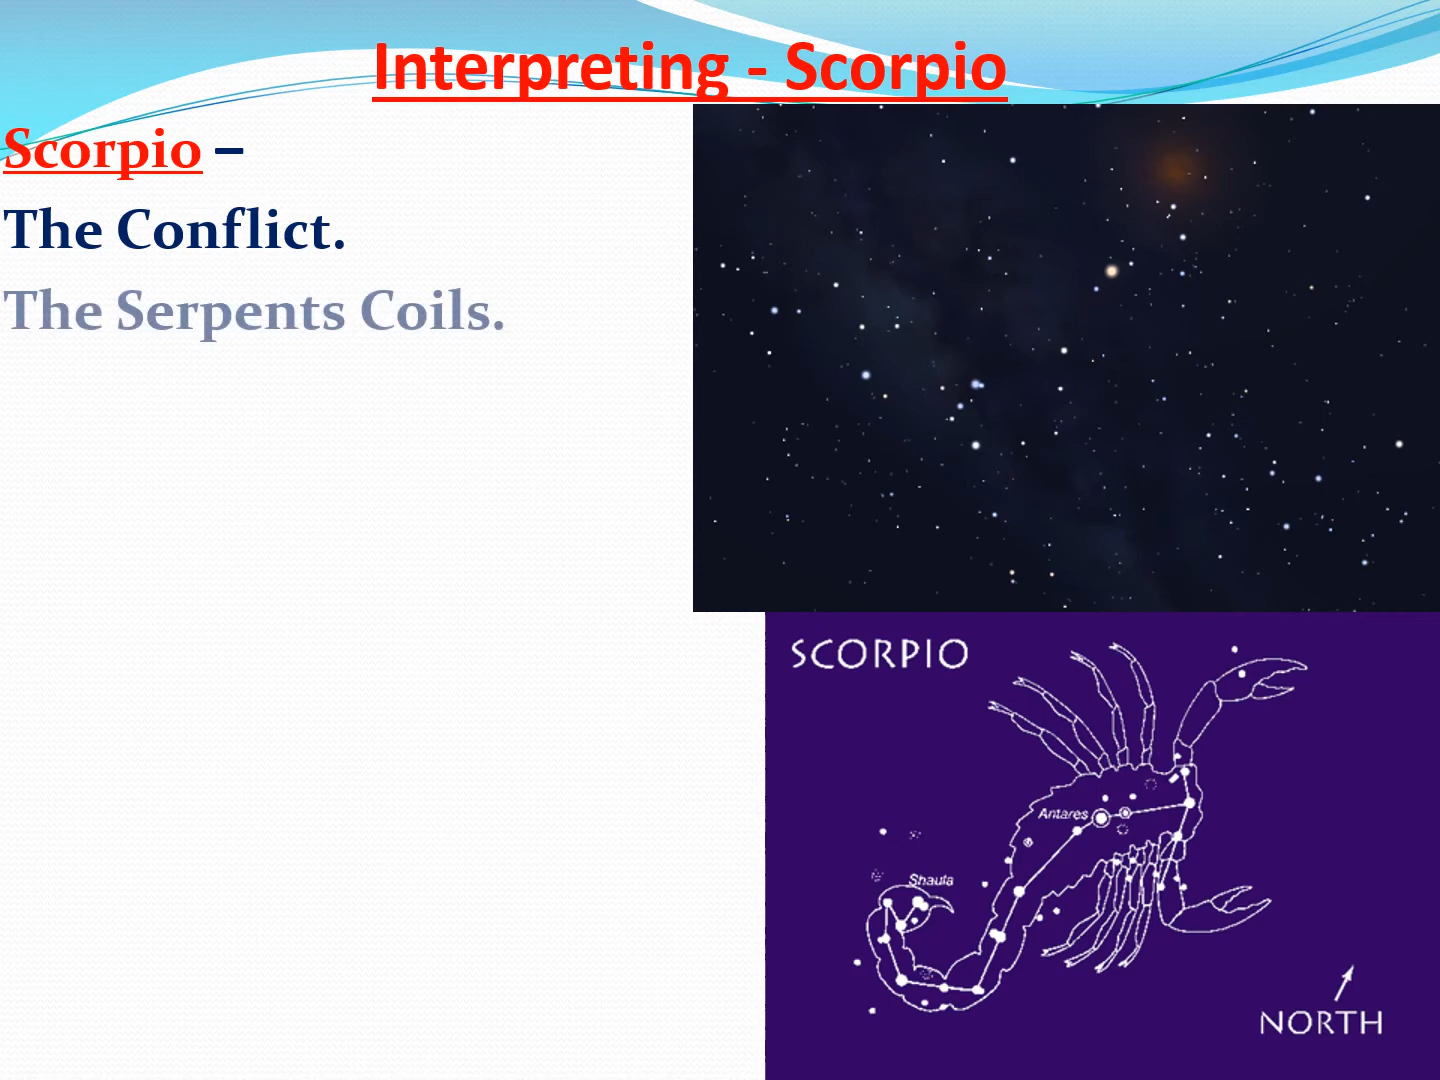 Interpreting - Scorpio
Scorpio –
The Conflict.
The Serpents Coils.
SCORPIO
Antares
Shaula
NORTH